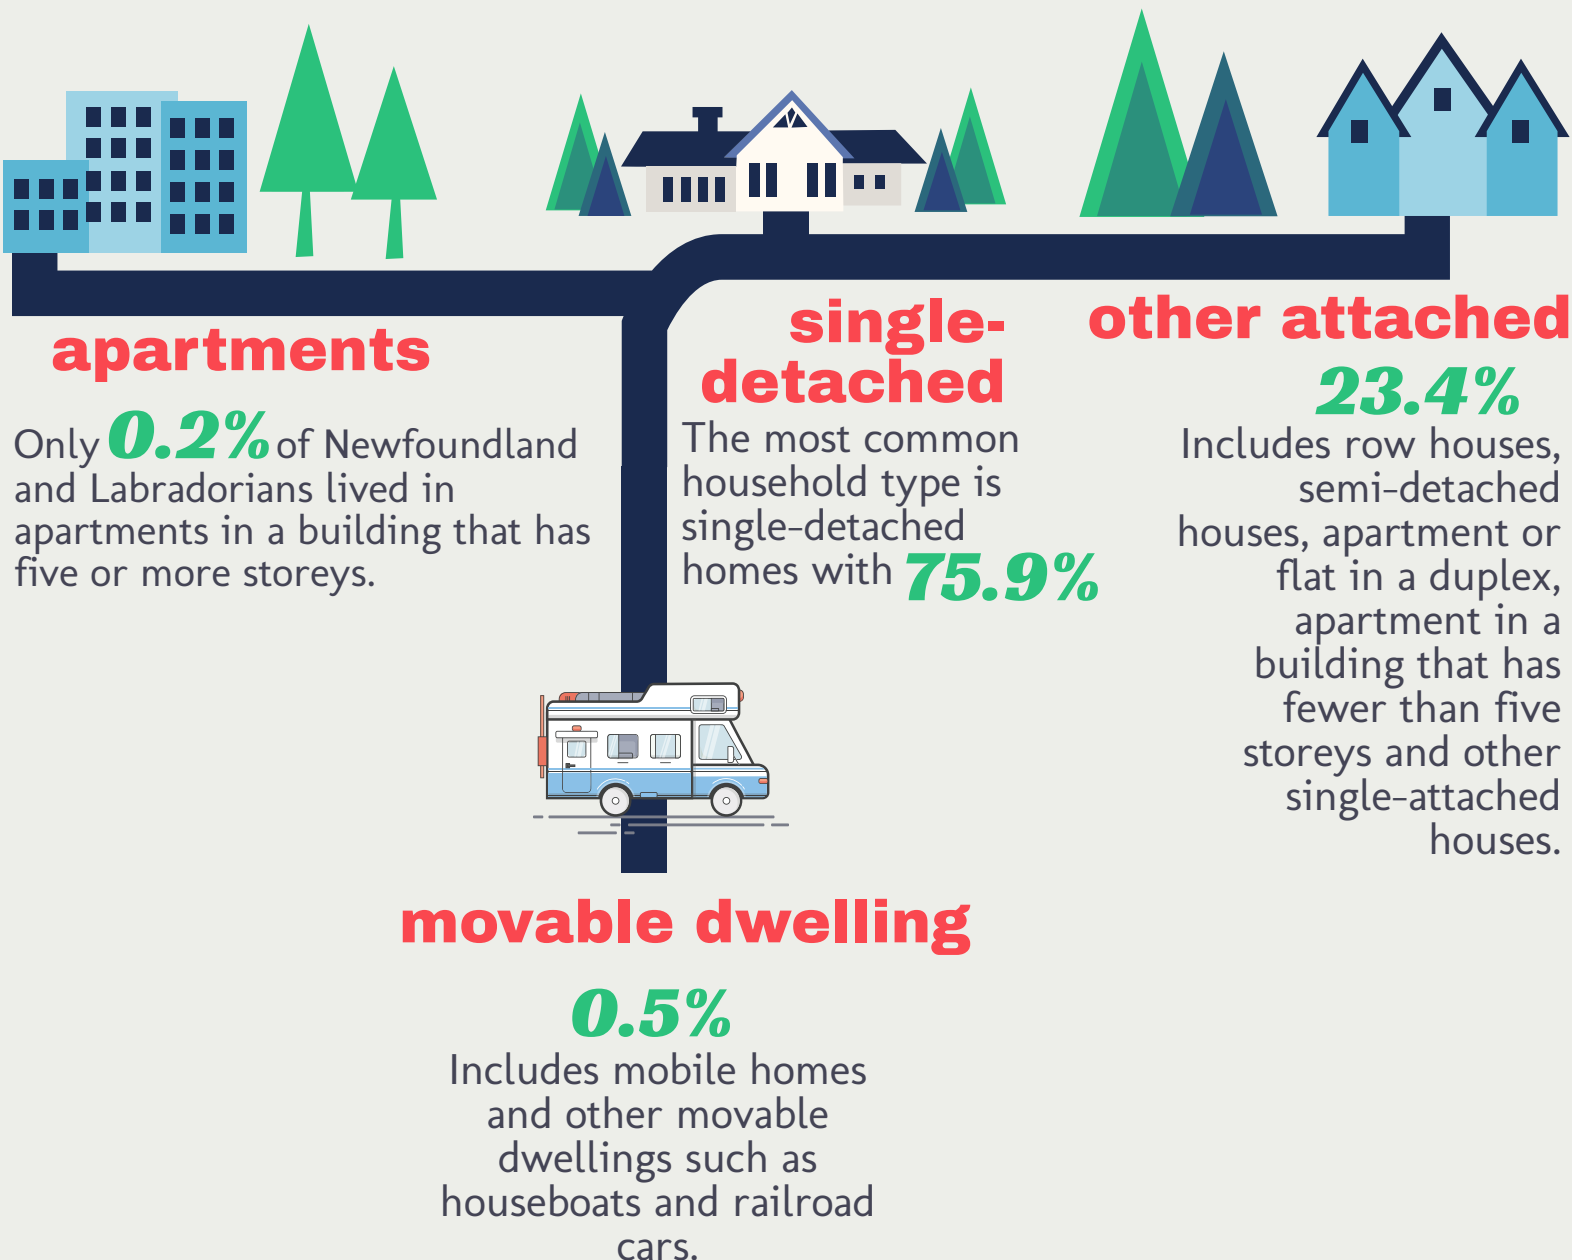 apartments
Only 0.2% of Newfoundland
and Labradorians lived in
apartments in a building that has
five or more storeys.
single-
detached
The most common
household type is
single-detached
homes with 75.9%
other attached
23.4%
Includes row houses,
semi-detached
houses, apartment or
flat in a duplex,
apartment in a
building that has
fewer than five
storeys and other
single-attached
houses.
movable dwelling
0.5%
Includes mobile homes
and other movable
dwellings such as
houseboats and railroad
cars.